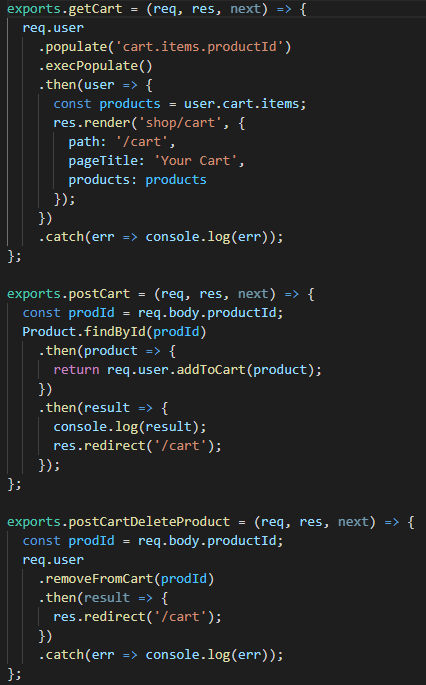 exports.getCart = (req, res, next) => {
  req.user
    .populate('cart.items.productId')
    .execPopulate()
    .then(user => {
      const products = user.cart.items;
      res.render('shop/cart', {
        path: '/cart',
        pageTitle: 'Your Cart',
        products: products
      });
    })
    .catch(err => console.log(err));
};

exports.postCart = (req, res, next) => {
  const prodId = req.body.productId;
  Product.findById(prodId)
    .then(product => {
      return req.user.addToCart(product);
    })
    .then(result => {
      console.log(result);
      res.redirect('/cart');
    });
};

exports.postCartDeleteProduct = (req, res, next) => {
  const prodId = req.body.productId;
  req.user
    .removeFromCart(prodId)
    .then(result => {
      res.redirect('/cart');
    })
    .catch(err => console.log(err));
};